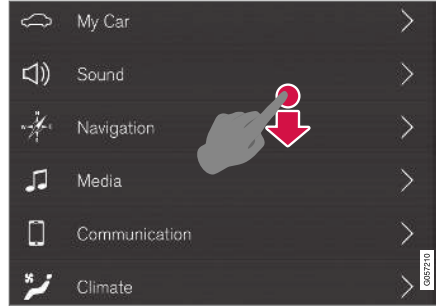 My Car
Sound
Navigation
Media
Communication
Climate
G057210